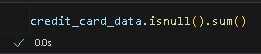 credit_card_data.isnull().sum()
✓ 0.0s